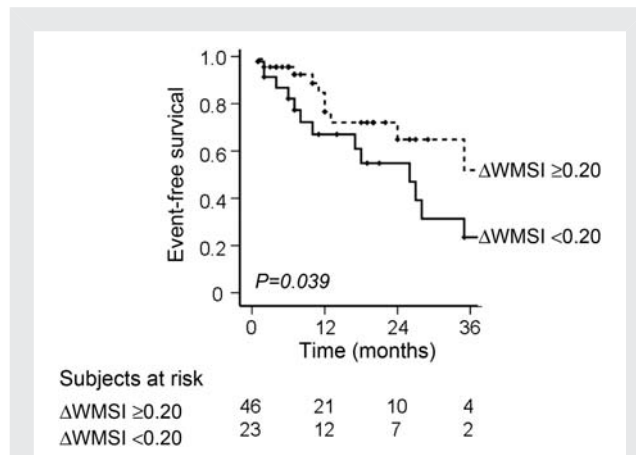 1.0
0.8
0.6
0.4
0.2
0
Event-free survival
ΔWMSI ≥0.20
ΔWMSI <0.20
P=0.039
0 12 24 36
Time (months)
Subjects at risk
ΔWMSI ≥0.20 46 21 10 4
ΔWMSI <0.20 23 12 7 2